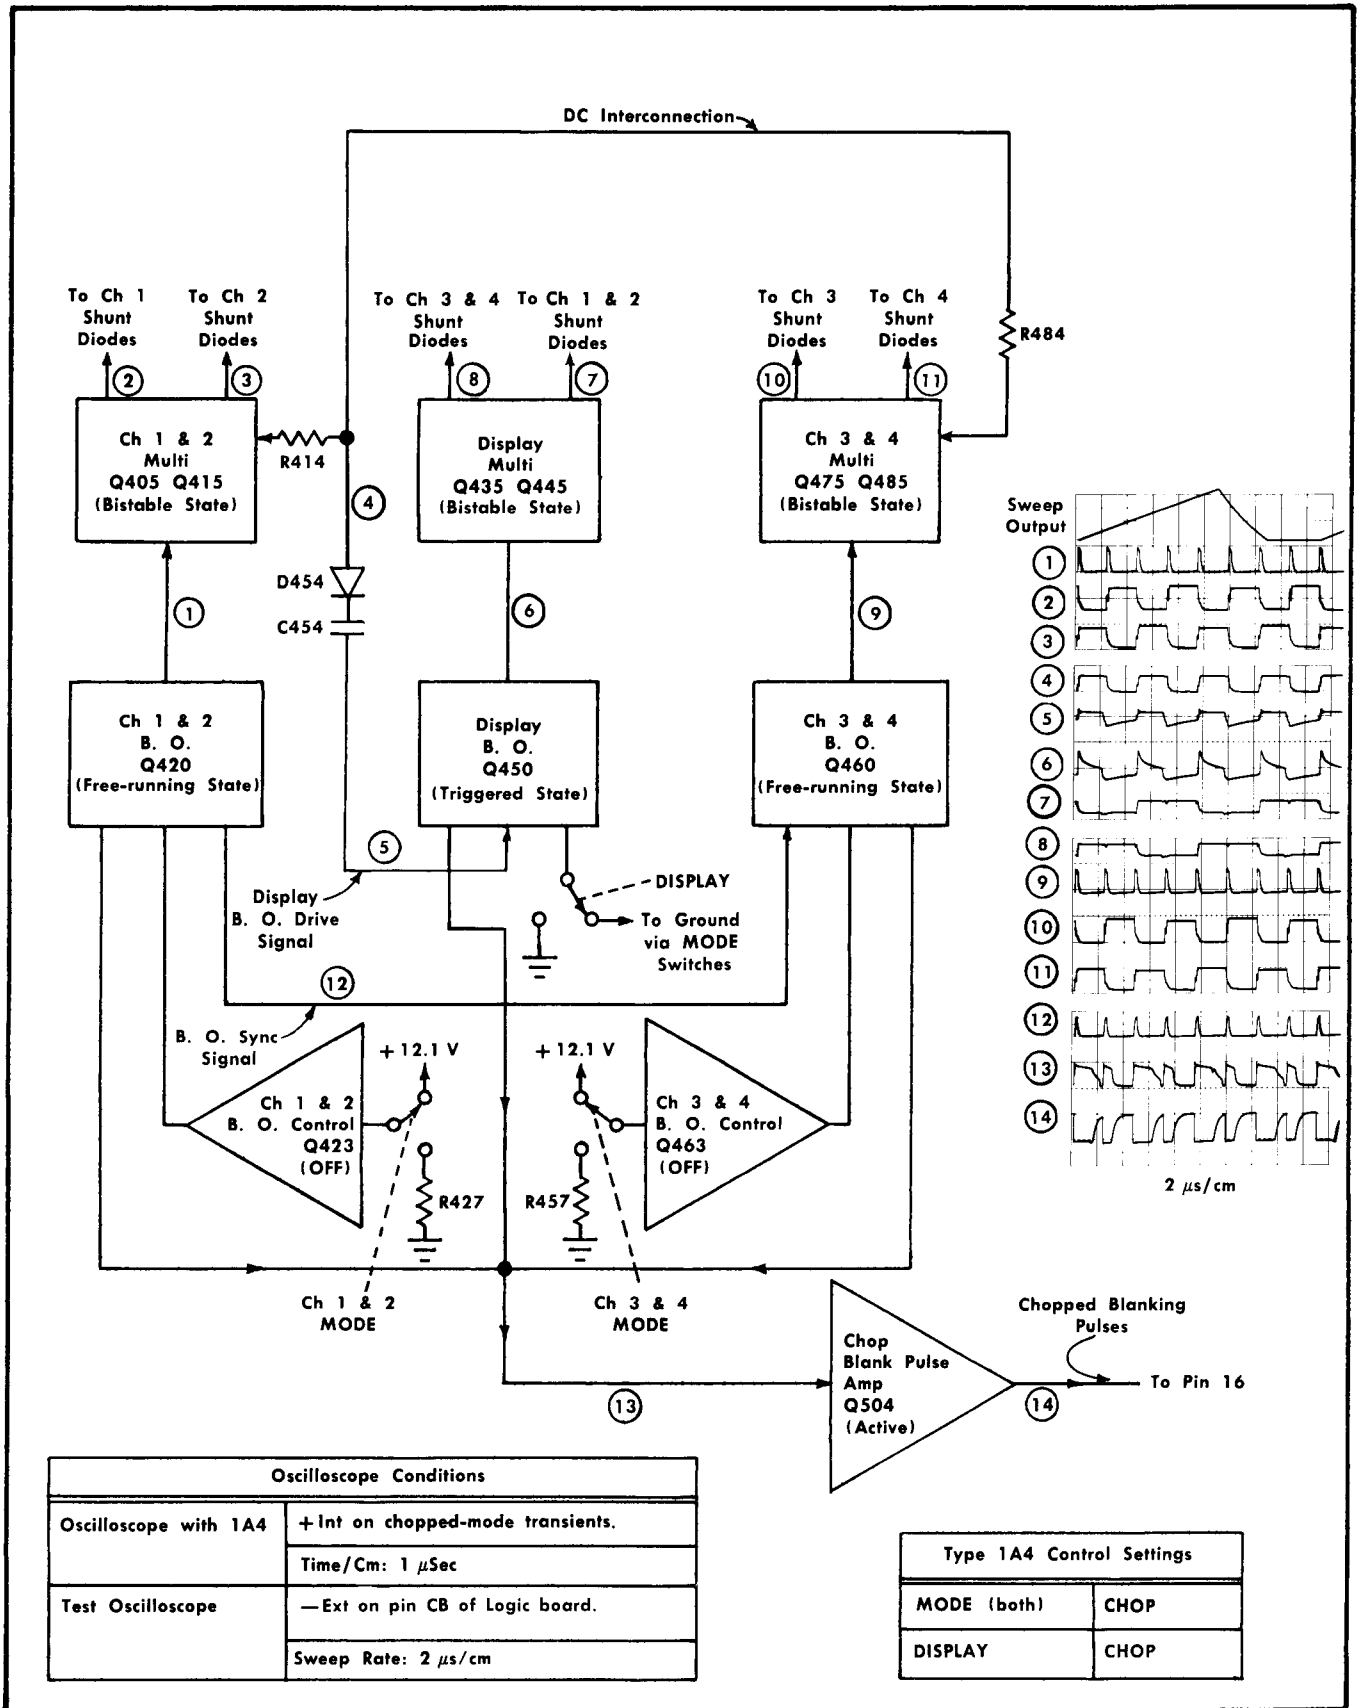 DC Interconnection
To Ch 1
Shunt
Diodes
To Ch 2
Shunt
Diodes
To Ch 3 & 4
Shunt
Diodes
To Ch 1 & 2
Shunt
Diodes
To Ch 3
Shunt
Diodes
To Ch 4
Shunt
Diodes
R484
2
3
8
7
10
11
Ch 1 & 2
Multi
Q405 Q415
(Bistable State)
R414
Display
Multi
Q435 Q445
(Bistable State)
Ch 3 & 4
Multi
Q475 Q485
(Bistable State)
4
D454
C454
1
6
9
Ch 1 & 2
B. O.
Q420
(Free-running State)
Display
B. O.
Q450
(Triggered State)
Ch 3 & 4
B. O.
Q460
(Free-running State)
5
Display
B. O. Drive
Signal
DISPLAY
To Ground
via MODE
Switches
12
B. O. Sync
Signal
+ 12.1 V
+ 12.1 V
Ch 1 & 2
B. O. Control
Q423
(OFF)
Ch 3 & 4
B. O. Control
Q463
(OFF)
R427
R457
Ch 1 & 2
MODE
Ch 3 & 4
MODE
Chop
Blank Pulse
Amp
Q504
(Active)
Chopped Blanking
Pulses
To Pin 16
13
14
Sweep
Output
1
2
3
4
5
6
7
8
9
10
11
12
13
14
2 μs/cm
Oscilloscope Conditions
Oscilloscope with 1A4
+ Int on chopped-mode transients.
Time/Cm: 1 μSec
Test Oscilloscope
—Ext on pin CB of Logic board.
Sweep Rate: 2 μs/cm
Type 1A4 Control Settings
MODE (both)
CHOP
DISPLAY
CHOP